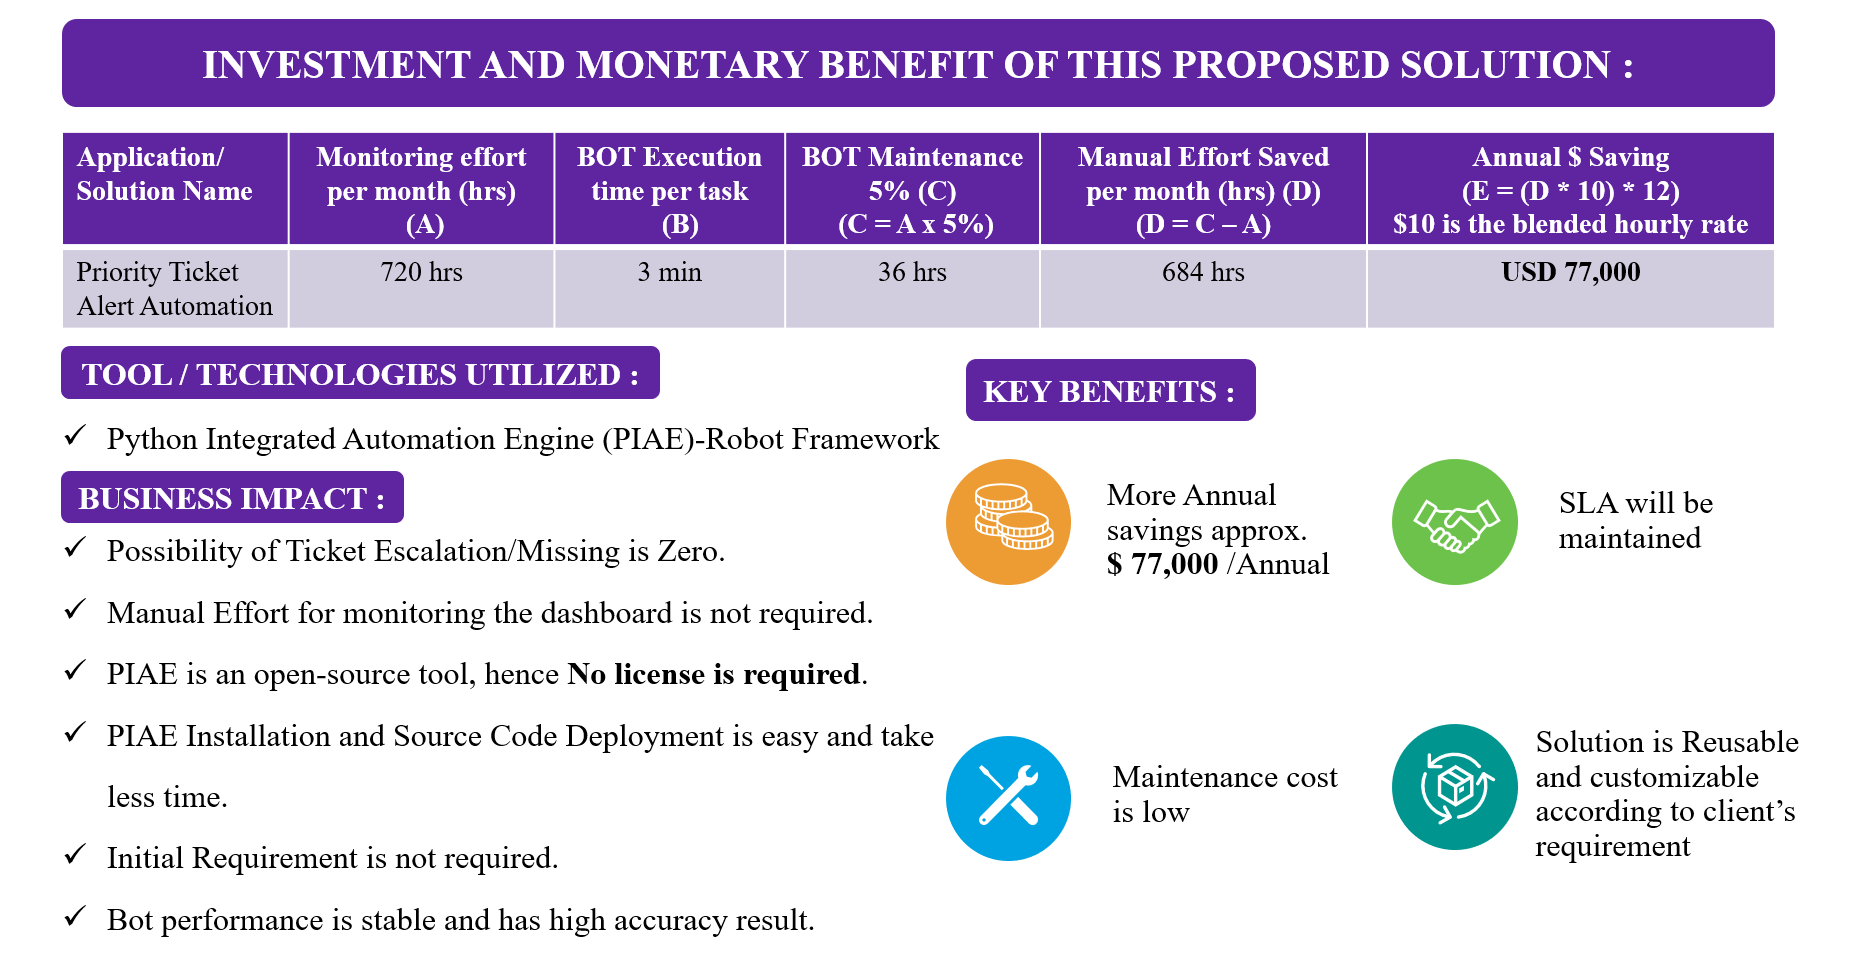 INVESTMENT AND MONETARY BENEFIT OF THIS PROPOSED SOLUTION :
Application/
Solution Name
Monitoring effort
per month (hrs)
(A)
BOT Execution
time per task
(B)
BOT Maintenance
5% (C)
(C = A x 5%)
Manual Effort Saved
per month (hrs) (D)
(D = C – A)
Annual $ Saving
(E = (D * 10) * 12)
$10 is the blended hourly rate
Priority Ticket
Alert Automation
720 hrs
3 min
36 hrs
684 hrs
USD 77,000
TOOL / TECHNOLOGIES UTILIZED :
✓ Python Integrated Automation Engine (PIAE)-Robot Framework
BUSINESS IMPACT :
✓ Possibility of Ticket Escalation/Missing is Zero.
✓ Manual Effort for monitoring the dashboard is not required.
✓ PIAE is an open-source tool, hence No license is required.
✓ PIAE Installation and Source Code Deployment is easy and take
less time.
✓ Initial Requirement is not required.
✓ Bot performance is stable and has high accuracy result.
KEY BENEFITS :
More Annual
savings approx.
$ 77,000 /Annual
SLA will be
maintained
Maintenance cost
is low
Solution is Reusable
and customizable
according to client’s
requirement